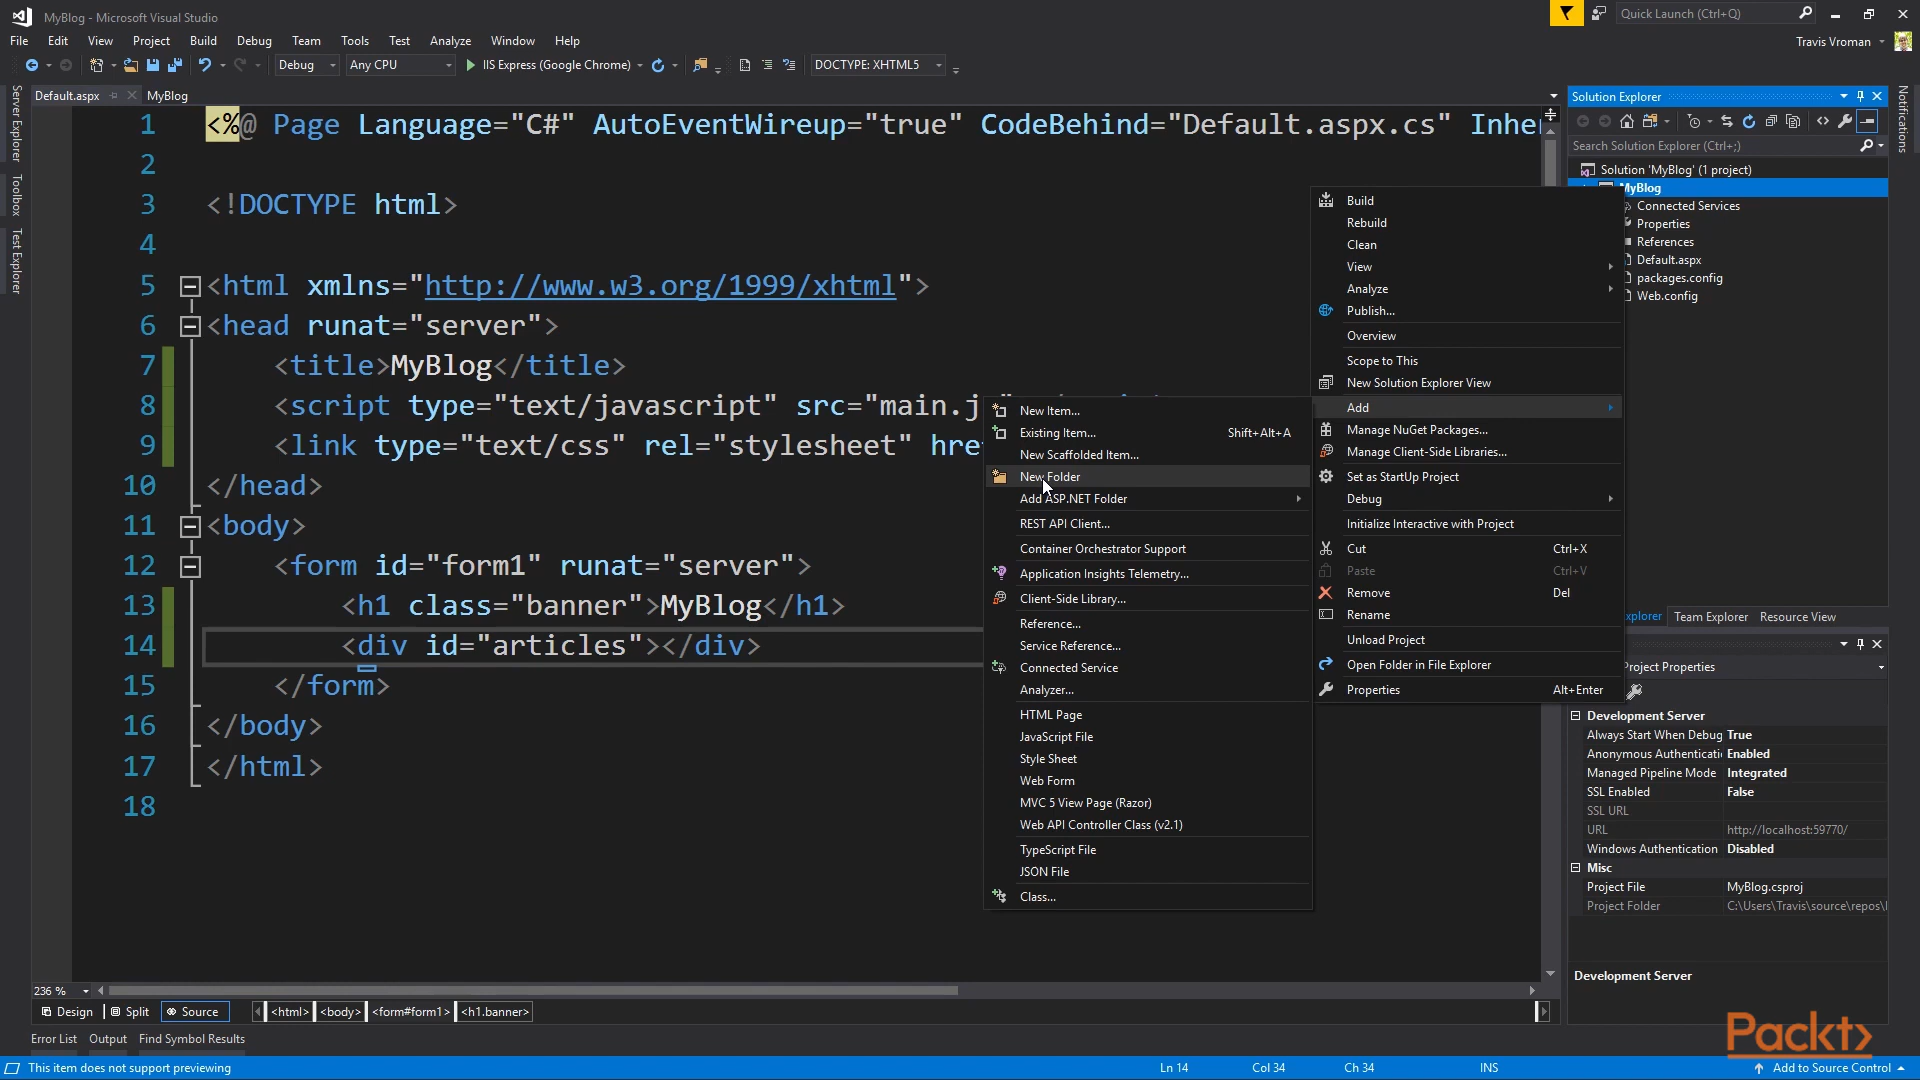 MyBlog - Microsoft Visual Studio
Quick Launch (Ctrl+Q)
File Edit View Project Build Debug Team Tools Test Analyze Window Help
Travis Vroman
Debug Any CPU IIS Express (Google Chrome) DOCTYPE: XHTML5
Server Explorer
Toolbox
Test Explorer
Default.aspx MyBlog
1 <%@ Page Language="C#" AutoEventWireup="true" CodeBehind="Default.aspx.cs" Inher
2
3 <!DOCTYPE html>
4
5 <html xmlns="http://www.w3.org/1999/xhtml">
6 <head runat="server">
7 <title>MyBlog</title>
8 <script type="text/javascript" src="main.j
9 <link type="text/css" rel="stylesheet" hre
10 </head>
11 <body>
12 <form id="form1" runat="server">
13 <h1 class="banner">MyBlog</h1>
14 <div id="articles"></div>
15 </form>
16 </body>
17 </html>
18
New Item...
Existing Item... Shift+Alt+A
New Scaffolded Item...
New Folder
Add ASP.NET Folder
REST API Client...
Container Orchestrator Support
Application Insights Telemetry...
Client-Side Library...
Reference...
Service Reference...
Connected Service
Analyzer...
HTML Page
JavaScript File
Style Sheet
Web Form
MVC 5 View Page (Razor)
Web API Controller Class (v2.1)
TypeScript File
JSON File
Class...
Build
Rebuild
Clean
View
Analyze
Publish...
Overview
Scope to This
New Solution Explorer View
Add
Manage NuGet Packages...
Manage Client-Side Libraries...
Set as StartUp Project
Debug
Initialize Interactive with Project
Cut Ctrl+X
Paste Ctrl+V
Remove Del
Rename
Unload Project
Open Folder in File Explorer
Properties Alt+Enter
Solution Explorer
Search Solution Explorer (Ctrl+;)
Solution 'MyBlog' (1 project)
MyBlog
Connected Services
Properties
References
Default.aspx
packages.config
Web.config
Notifications
xplorer Team Explorer Resource View
Project Properties
Development Server
Always Start When Debug True
Anonymous Authenticati Enabled
Managed Pipeline Mode Integrated
SSL Enabled False
SSL URL
URL http://localhost:59770/
Windows Authentication Disabled
Misc
Project File MyBlog.csproj
Project Folder C:\Users\Travis\source\repos\
Development Server
236 %
Design Split Source <html> <body> <form#form1> <h1.banner>
Error List Output Find Symbol Results
Packt>
This item does not support previewing Ln 14 Col 34 Ch 34 INS Add to Source Control